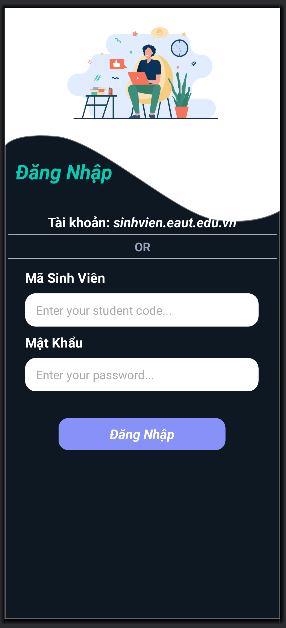 Đăng Nhập
Tài khoản: sinhvien.eaut.edu.vn
OR
Mã Sinh Viên
Enter your student code...
Mật Khẩu
Enter your password...
Đăng Nhập